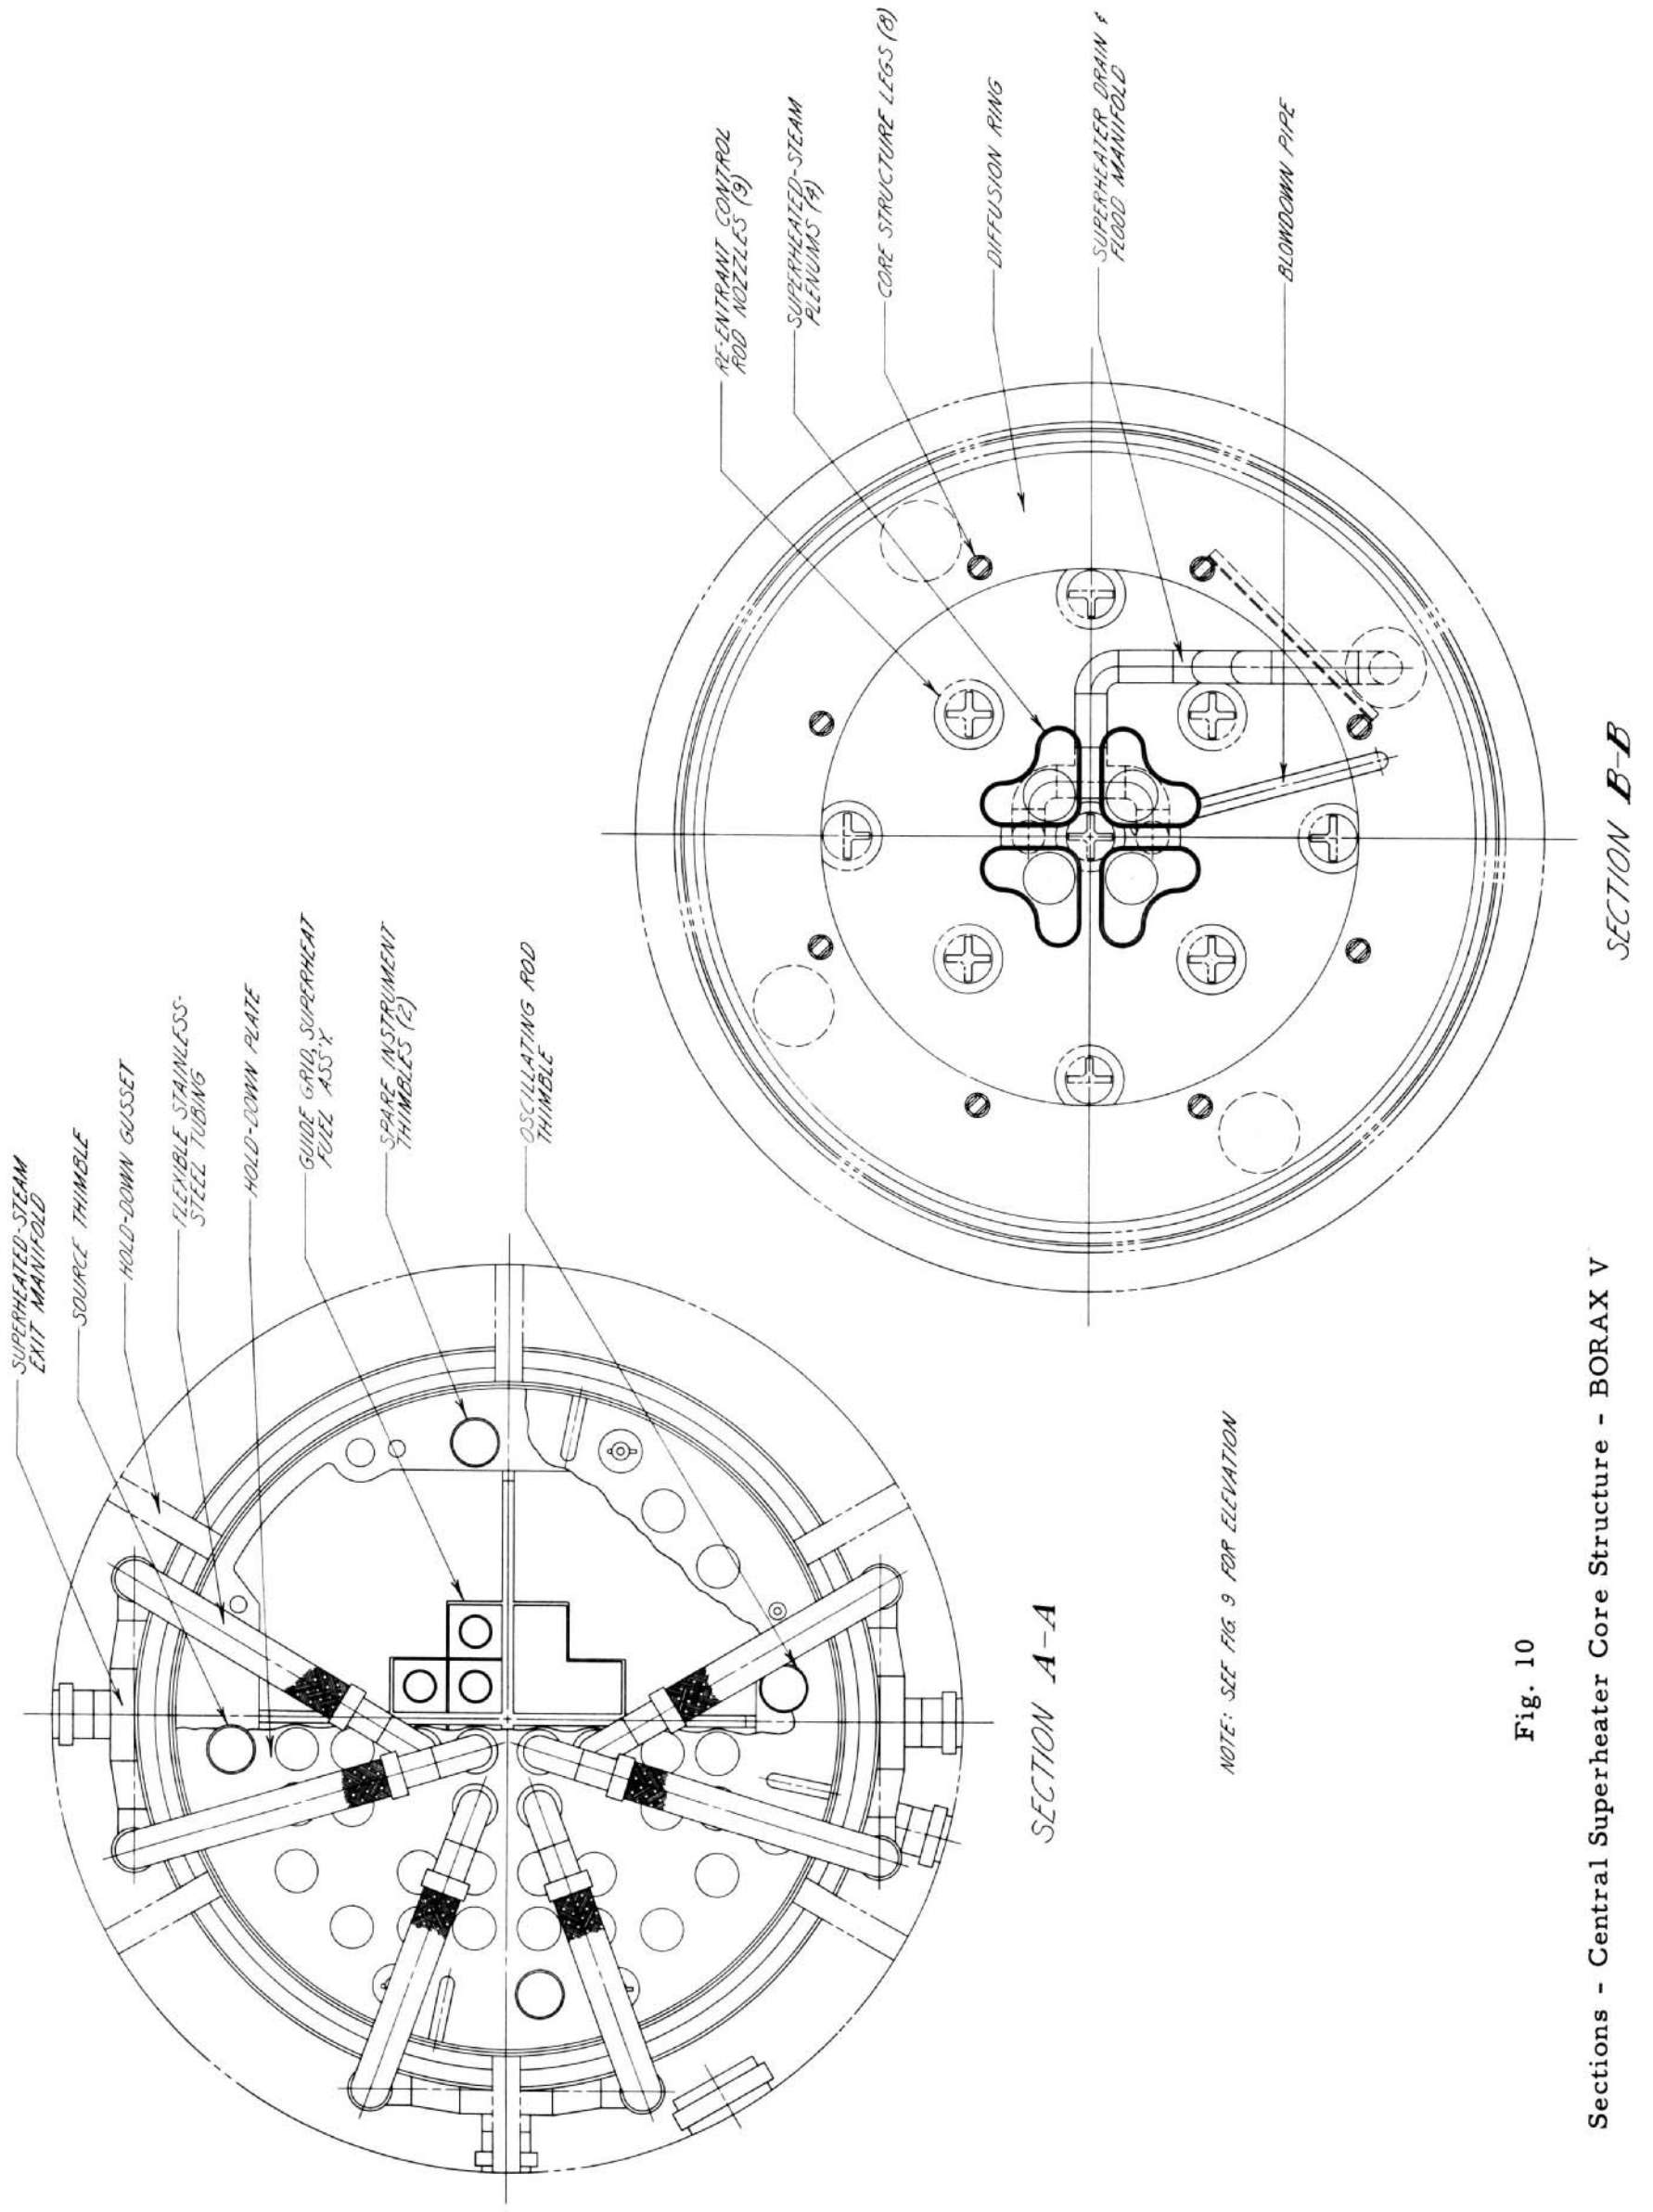 SUPERHEATED-STEAM
EXIT MANIFOLD
SOURCE THIMBLE
HOLD-DOWN GUSSET
FLEXIBLE STAINLESS-
STEEL TUBING
HOLD-DOWN PLATE
GUIDE GRID, SUPERHEAT
FUEL ASS'Y.
SPARE INSTRUMENT
THIMBLES (2)
OSCILLATING ROD
THIMBLE
SECTION A-A
NOTE: SEE FIG. 9 FOR ELEVATION
RE-ENTRANT CONTROL
ROD NOZZLES (9)
SUPERHEATED-STEAM
PLENUMS (4)
CORE STRUCTURE LEGS (8)
DIFFUSION RING
SUPERHEATER DRAIN &
FLOOD MANIFOLD
BLOWDOWN PIPE
SECTION B-B
Fig. 10
Sections - Central Superheater Core Structure - BORAX V